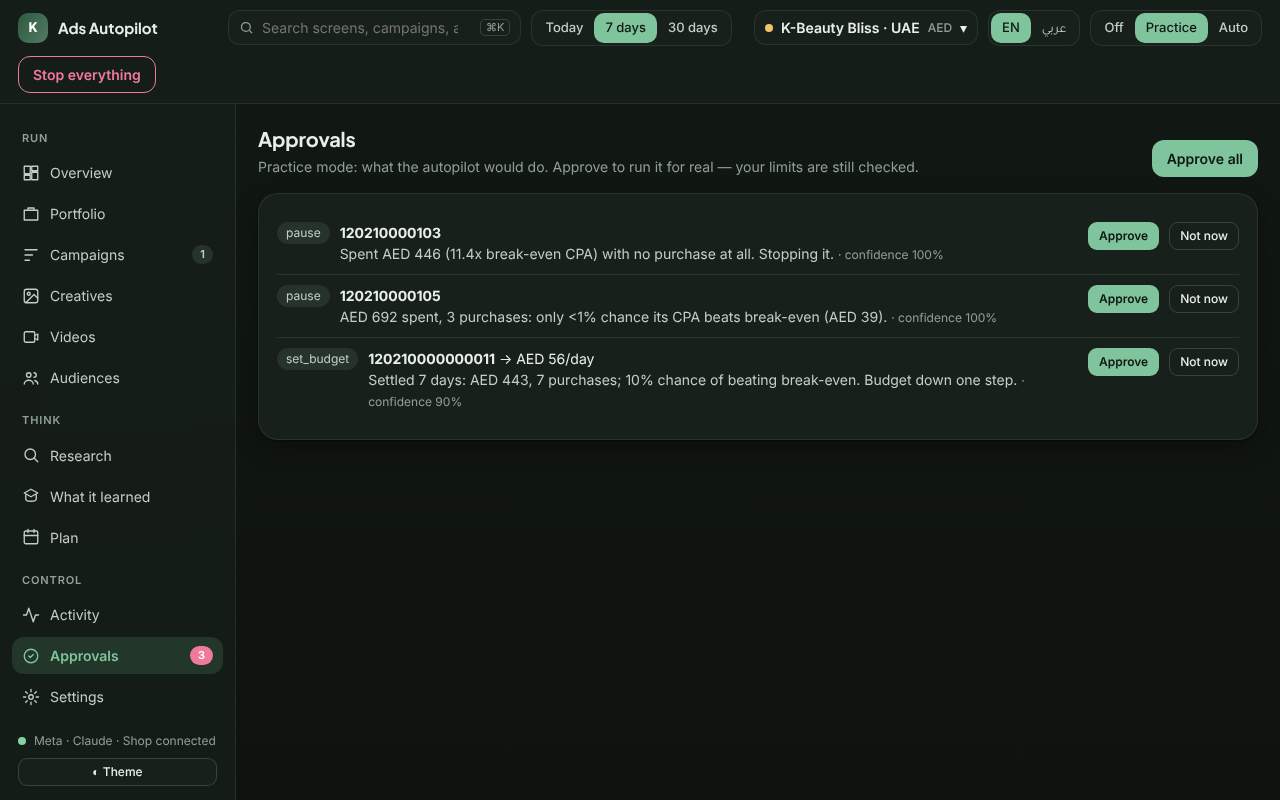 K
Ads Autopilot
Search screens, campaigns, a
⌘K
Today
7 days
30 days
K-Beauty Bliss · UAE AED ▾
EN
عربي
Off
Practice
Auto
Stop everything
RUN
Overview
Portfolio
Campaigns
1
Creatives
Videos
Audiences
THINK
Research
What it learned
Plan
CONTROL
Activity
Approvals
3
Settings
Meta · Claude · Shop connected
Theme
Approvals
Practice mode: what the autopilot would do. Approve to run it for real — your limits are still checked.
Approve all
pause
120210000103
Spent AED 446 (11.4x break-even CPA) with no purchase at all. Stopping it. · confidence 100%
Approve
Not now
pause
120210000105
AED 692 spent, 3 purchases: only <1% chance its CPA beats break-even (AED 39). · confidence 100%
Approve
Not now
set_budget
120210000000011 → AED 56/day
Settled 7 days: AED 443, 7 purchases; 10% chance of beating break-even. Budget down one step. ·
confidence 90%
Approve
Not now